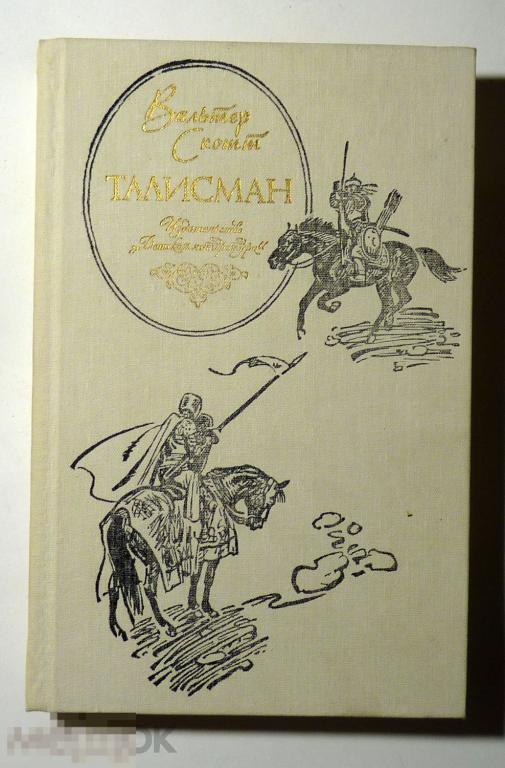 Вальтер
Скотт
ТАЛИСМАН
Издательство
„Детская литература“